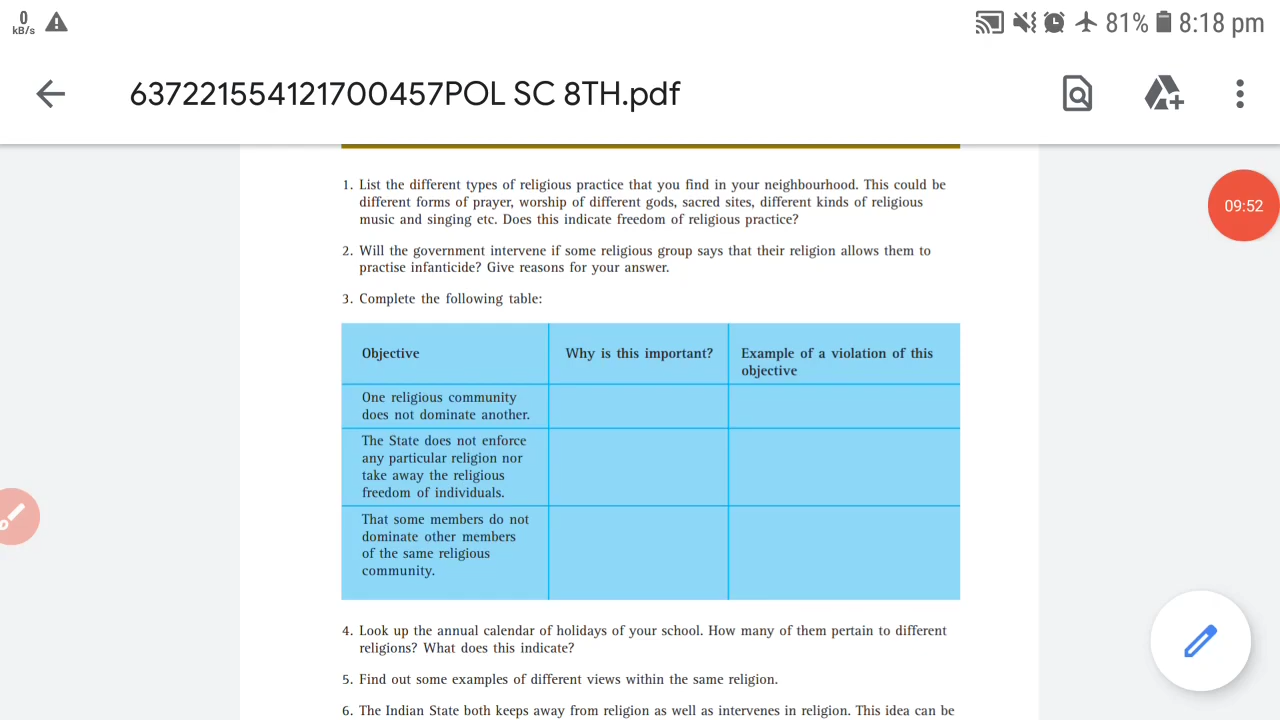 0
kB/s
81% 8:18 pm
637221554121700457POL SC 8TH.pdf
09:52
1. List the different types of religious practice that you find in your neighbourhood. This could be
different forms of prayer, worship of different gods, sacred sites, different kinds of religious
music and singing etc. Does this indicate freedom of religious practice?
2. Will the government intervene if some religious group says that their religion allows them to
practise infanticide? Give reasons for your answer.
3. Complete the following table:
Objective
Why is this important?
Example of a violation of this
objective
One religious community
does not dominate another.
The State does not enforce
any particular religion nor
take away the religious
freedom of individuals.
That some members do not
dominate other members
of the same religious
community.
4. Look up the annual calendar of holidays of your school. How many of them pertain to different
religions? What does this indicate?
5. Find out some examples of different views within the same religion.
6. The Indian State both keeps away from religion as well as intervenes in religion. This idea can be